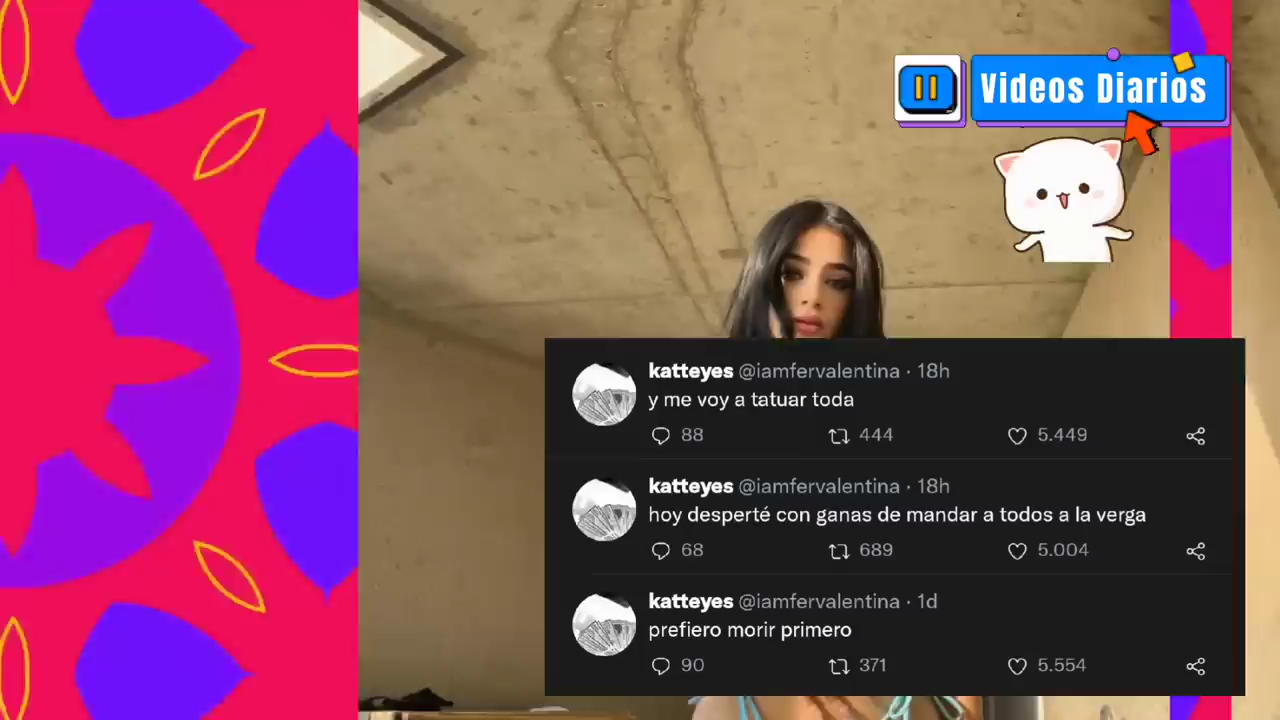 Videos Diarios
katteyes @iamfervalentina · 18h
y me voy a tatuar toda
88 444 5.449
katteyes @iamfervalentina · 18h
hoy desperté con ganas de mandar a todos a la verga
68 689 5.004
katteyes @iamfervalentina · 1d
prefiero morir primero
90 371 5.554